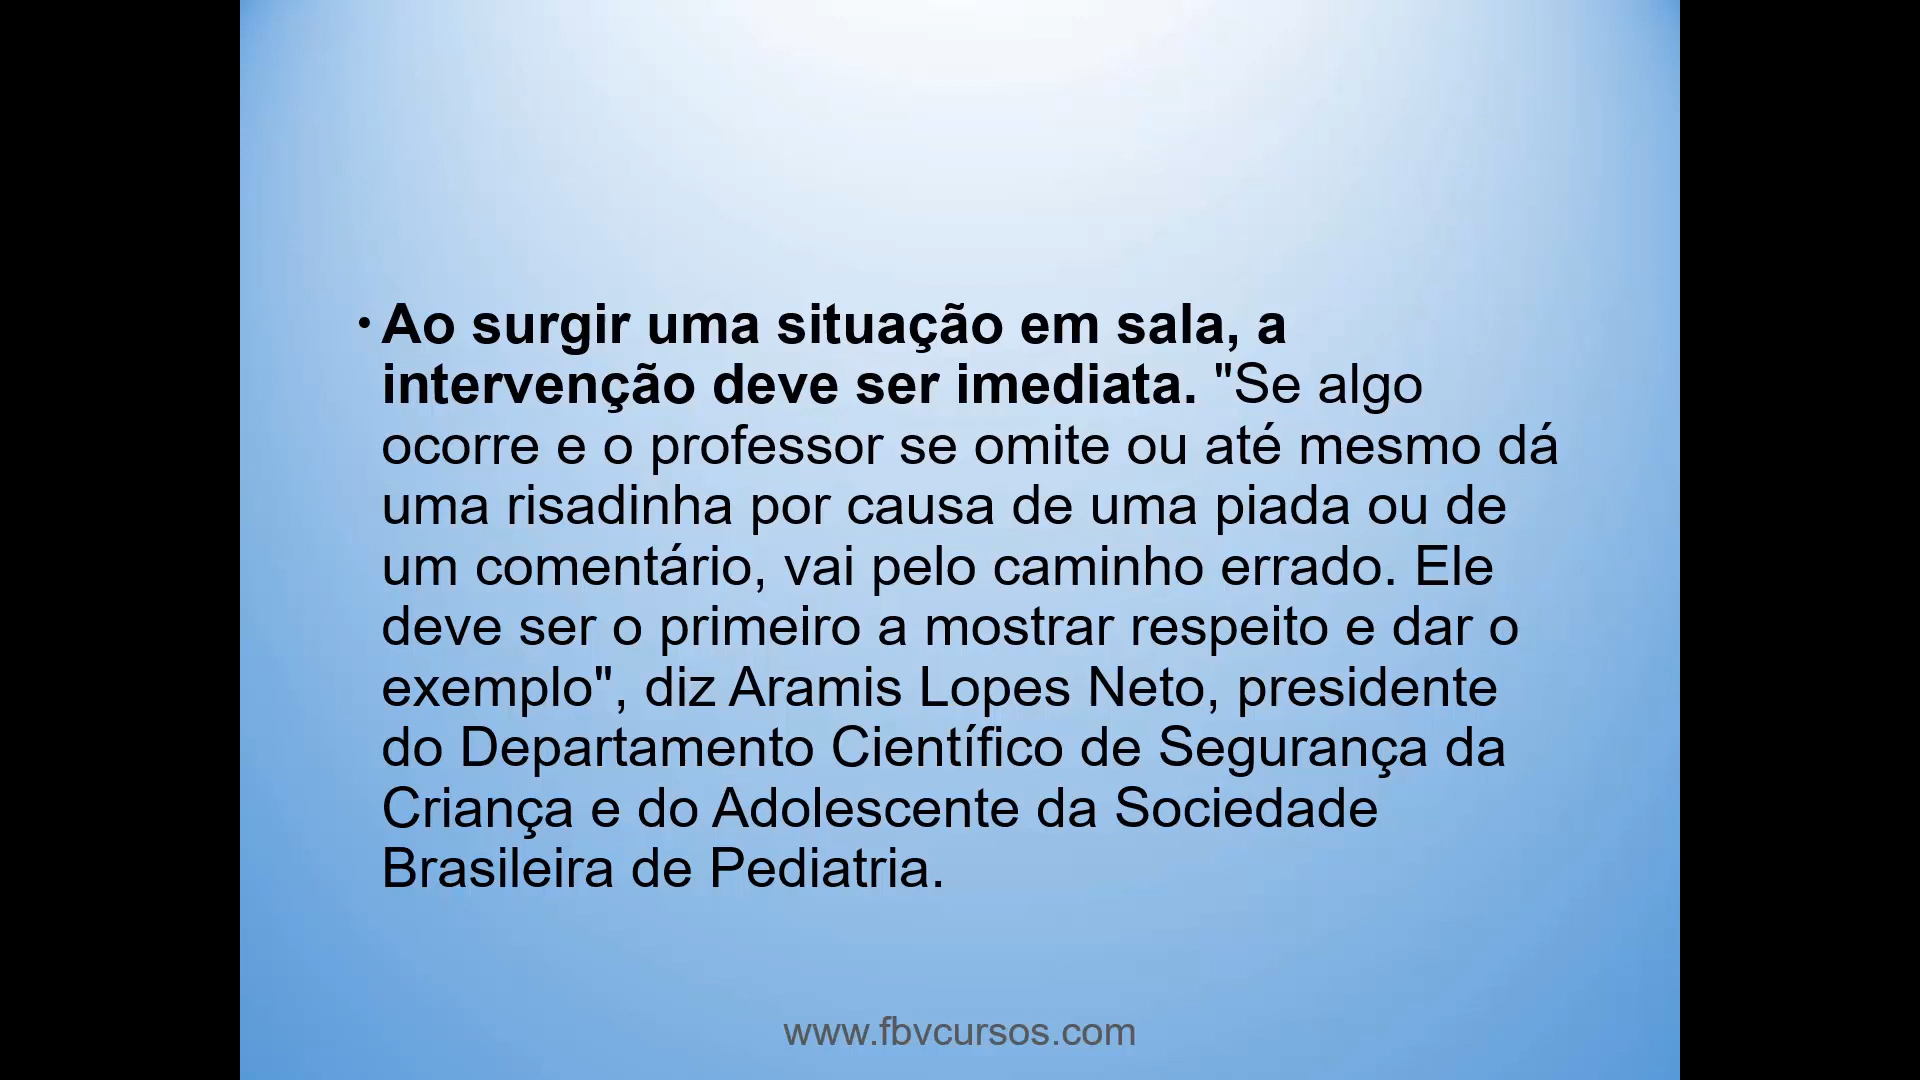 • Ao surgir uma situação em sala, a
intervenção deve ser imediata. "Se algo
ocorre e o professor se omite ou até mesmo dá
uma risadinha por causa de uma piada ou de
um comentário, vai pelo caminho errado. Ele
deve ser o primeiro a mostrar respeito e dar o
exemplo", diz Aramis Lopes Neto, presidente
do Departamento Científico de Segurança da
Criança e do Adolescente da Sociedade
Brasileira de Pediatria.
www.fbvcursos.com